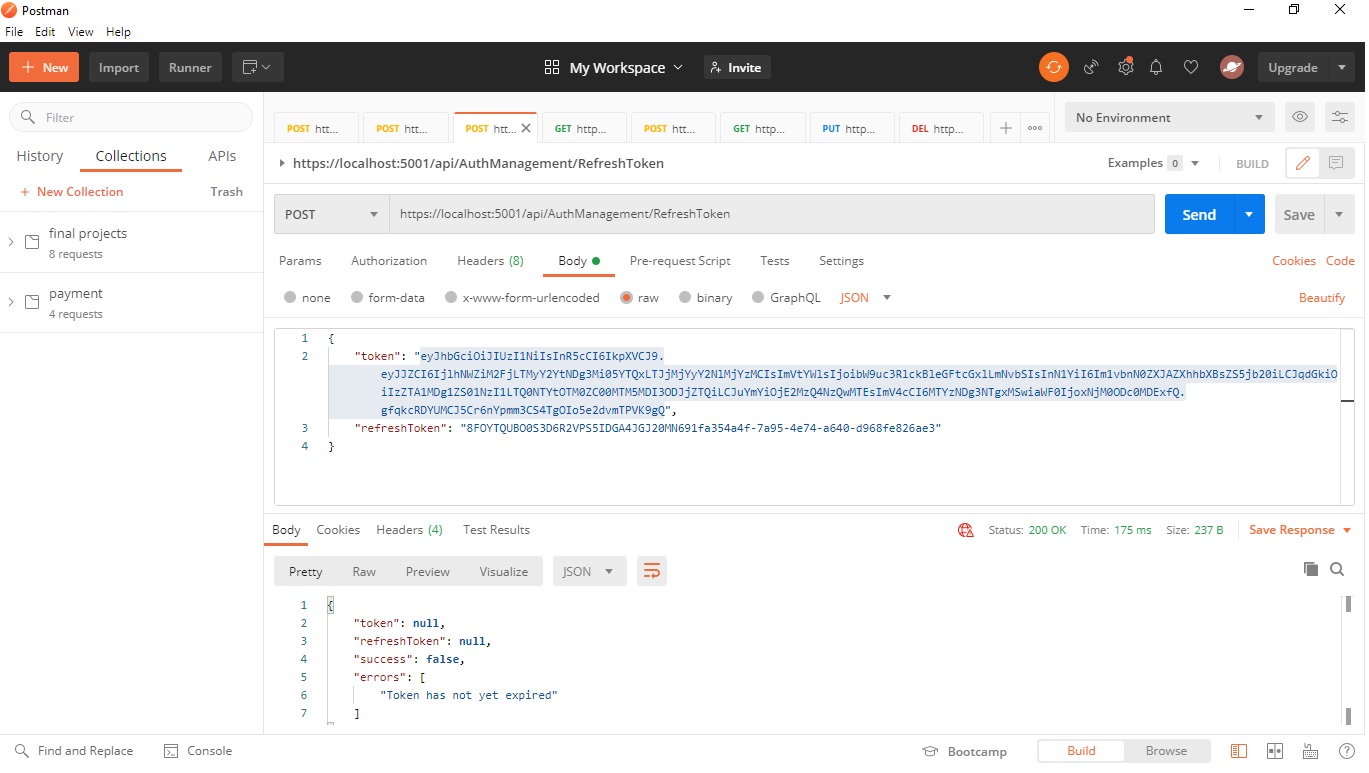 Postman
File Edit View Help
New Import Runner My Workspace Invite Upgrade
Filter
History Collections APIs
New Collection Trash
final projects
8 requests
payment
4 requests
POST htt... POST htt... POST htt... GET http... POST htt... GET http... PUT http... DEL http...
No Environment
https://localhost:5001/api/AuthManagement/RefreshToken
Examples 0 BUILD
POST https://localhost:5001/api/AuthManagement/RefreshToken Send Save
Params Authorization Headers (8) Body Pre-request Script Tests Settings Cookies Code
none form-data x-www-form-urlencoded raw binary GraphQL JSON Beautify
1 {
2 "token": "eyJhbGciOiJIUzI1NiIsInR5cCI6IkpXVCJ9.
3 "refreshToken": "8FOYTQUBO0S3D6R2VPS5IDGA4JGJ20MN691fa354a4f-7a95-4e74-a640-d968fe826ae3"
4 }
Body Cookies Headers (4) Test Results Status: 200 OK Time: 175 ms Size: 237 B Save Response
Pretty Raw Preview Visualize JSON
1 {
2 "token": null,
3 "refreshToken": null,
4 "success": false,
5 "errors": [
6 "Token has not yet expired"
7 ]
Find and Replace Console Bootcamp Build Browse